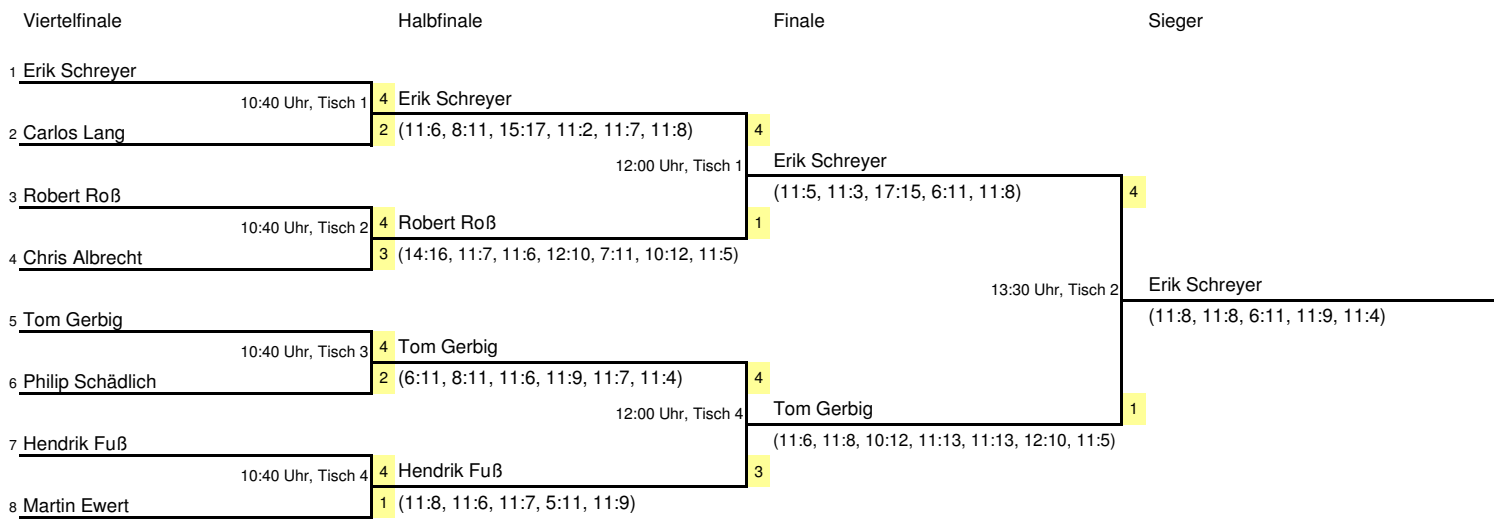 Viertelfinale Halbfinale Finale Sieger
1 Erik Schreyer
10:40 Uhr, Tisch 1 4 Erik Schreyer
2 Carlos Lang 2 (11:6, 8:11, 15:17, 11:2, 11:7, 11:8) 4
12:00 Uhr, Tisch 1 Erik Schreyer
3 Robert Roß (11:5, 11:3, 17:15, 6:11, 11:8) 4
10:40 Uhr, Tisch 2 4 Robert Roß 1
4 Chris Albrecht 3 (14:16, 11:7, 11:6, 12:10, 7:11, 10:12, 11:5)
13:30 Uhr, Tisch 2 Erik Schreyer
5 Tom Gerbig (11:8, 11:8, 6:11, 11:9, 11:4)
10:40 Uhr, Tisch 3 4 Tom Gerbig
6 Philip Schädlich 2 (6:11, 8:11, 11:6, 11:9, 11:7, 11:4) 4
12:00 Uhr, Tisch 4 Tom Gerbig 1
7 Hendrik Fuß (11:6, 11:8, 10:12, 11:13, 11:13, 12:10, 11:5)
10:40 Uhr, Tisch 4 4 Hendrik Fuß 3
8 Martin Ewert 1 (11:8, 11:6, 11:7, 5:11, 11:9)